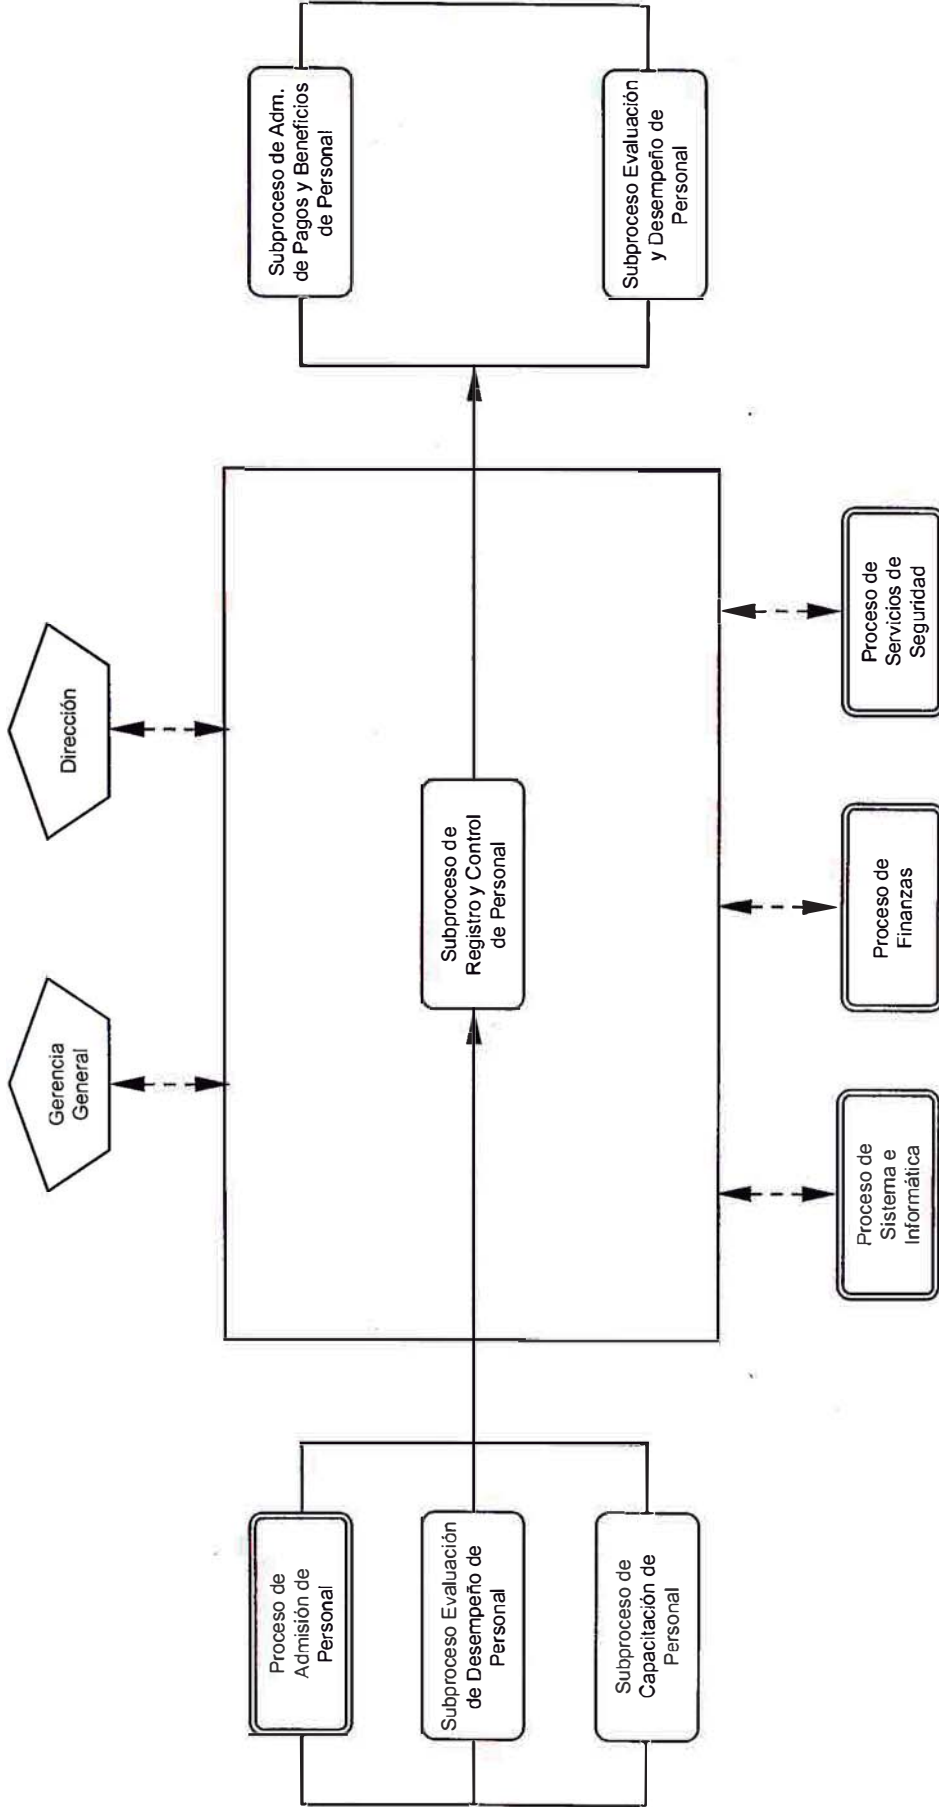 Gerencia
General
Dirección
Proceso de
Admisión de
Personal
Subproceso Evaluación
de Desempeño de
Personal
Subproceso de
Capacitación de
Personal
Subproceso de
Registro y Control
de Personal
Subproceso de Adm.
de Pagos y Beneficios
de Personal
Subproceso Evaluación
y Desempeño de
Personal
Proceso de
Sistema e
Informática
Proceso de
Finanzas
Proceso de
Servicios de
Seguridad